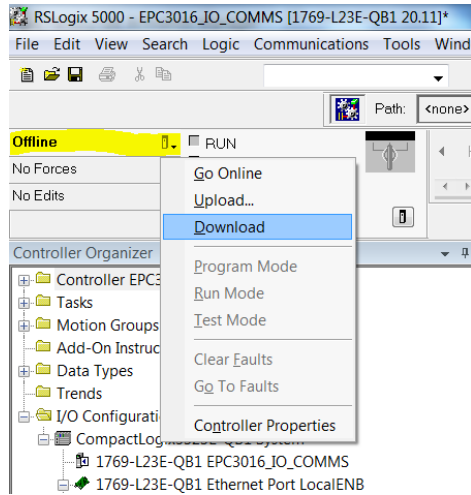 RSLogix 5000 - EPC3016_IO_COMMS [1769-L23E-QB1 20.11]*
File Edit View Search Logic Communications Tools Wind
Path: <none>
Offline
RUN
No Forces
No Edits
Go Online
Upload...
Download
Program Mode
Run Mode
Test Mode
Clear Faults
Go To Faults
Controller Properties
Controller Organizer
Controller EPC3
Tasks
Motion Groups
Add-On Instruc
Data Types
Trends
I/O Configurati
CompactLogix5323E-QB1 System
1769-L23E-QB1 EPC3016_IO_COMMS
1769-L23E-QB1 Ethernet Port LocalENB